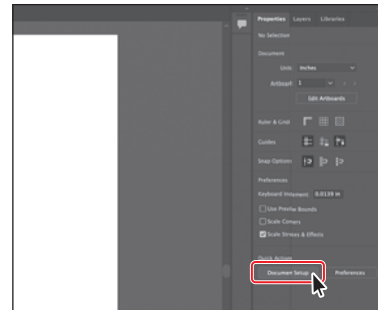 Properties Layers Libraries
No Selection
Document
Units: Inches
Artboard: 1
Edit Artboards
Ruler & Grid
Guides
Snap Options
Preferences
Keyboard Increment: 0.0139 in
Use Preview Bounds
Scale Corners
Scale Strokes & Effects
Quick Actions
Document Setup Preferences